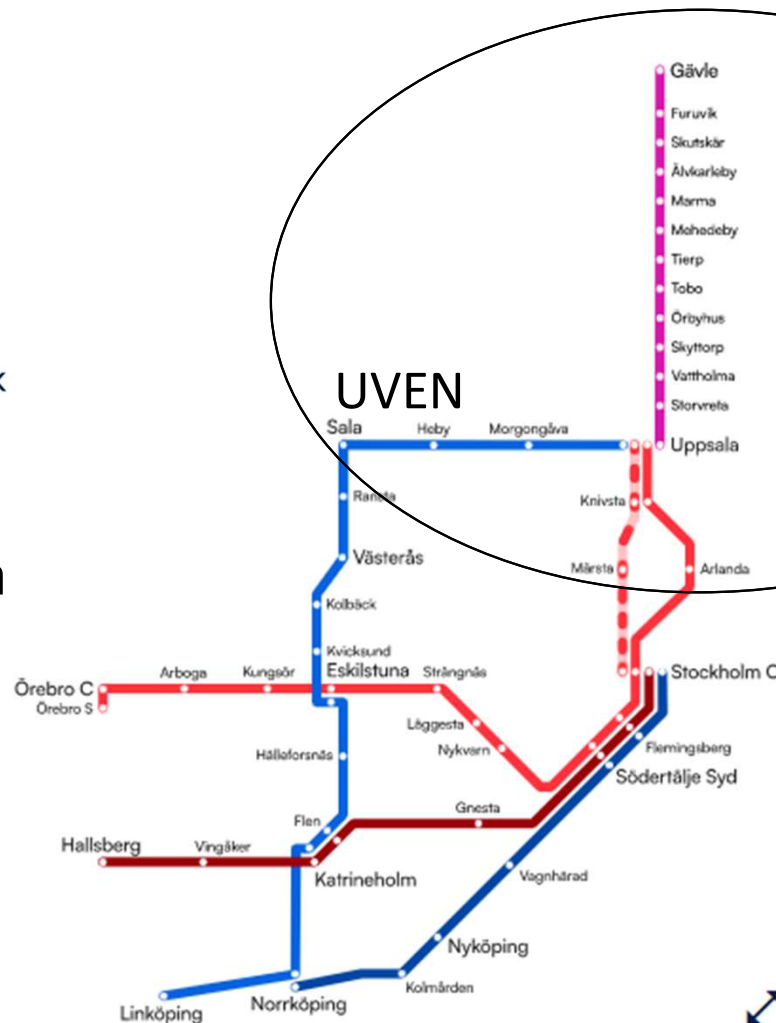 Gävle
Furuvik
Skutskär
Älvkarleby
Marma
Mehedeby
Tierp
Tobo
Örbyhus
Skyttorp
Vattholma
Storvreta
UVEN
Sala
Heby
Morgongåva
Uppsala
Ransta
Knivsta
Västerås
Märsta
Arlanda
Kolbäck
Kvicksund
Eskilstuna
Strängnäs
Stockholm C
Örebro C
Arboga
Kungsör
Örebro S
Läggesta
Nykvarn
Flemingsberg
Hälleforsnäs
Södertälje Syd
Gnesta
Flen
Hallsberg
Vingåker
Katrineholm
Vagnhärad
Nyköping
Kolmården
Norrköping
Linköping